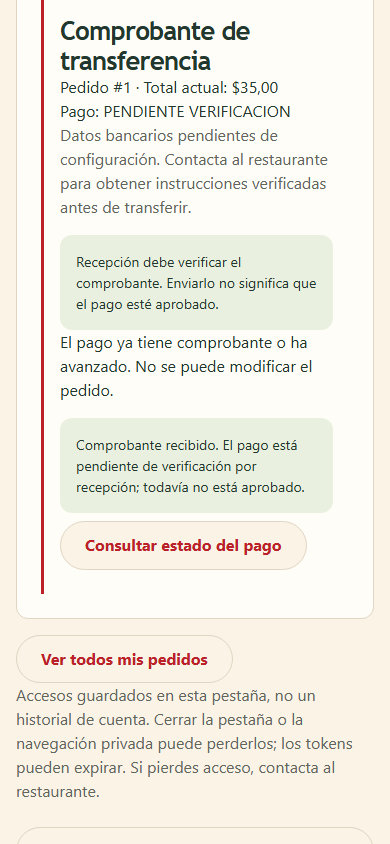 Comprobante de
transferencia
Pedido #1 · Total actual: $35,00
Pago: PENDIENTE VERIFICACION
Datos bancarios pendientes de
configuración. Contacta al restaurante
para obtener instrucciones verificadas
antes de transferir.
Recepción debe verificar el
comprobante. Enviarlo no significa que
el pago esté aprobado.
El pago ya tiene comprobante o ha
avanzado. No se puede modificar el
pedido.
Comprobante recibido. El pago está
pendiente de verificación por
recepción; todavía no está aprobado.
Consultar estado del pago
Ver todos mis pedidos
Accesos guardados en esta pestaña, no un
historial de cuenta. Cerrar la pestaña o la
navegación privada puede perderlos; los tokens
pueden expirar. Si pierdes acceso, contacta al
restaurante.